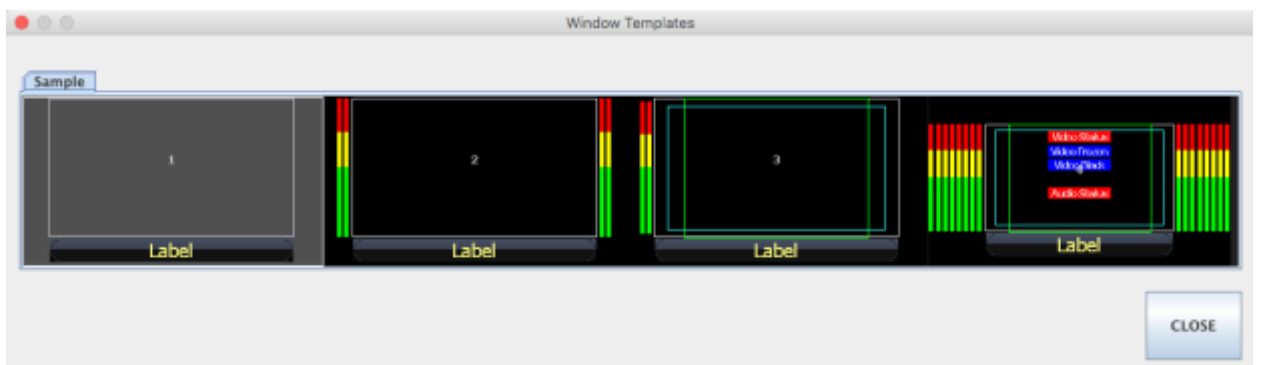 Window Templates
Sample
1
2
3
Video Status
Video Frozen
Video Black
4
Audio Status
Label
Label
Label
Label
CLOSE